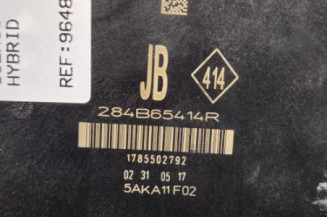 HYBRID
REF:9648
JB
414
284B65414R
1785502792
02 31 05 17
5AKA11F02